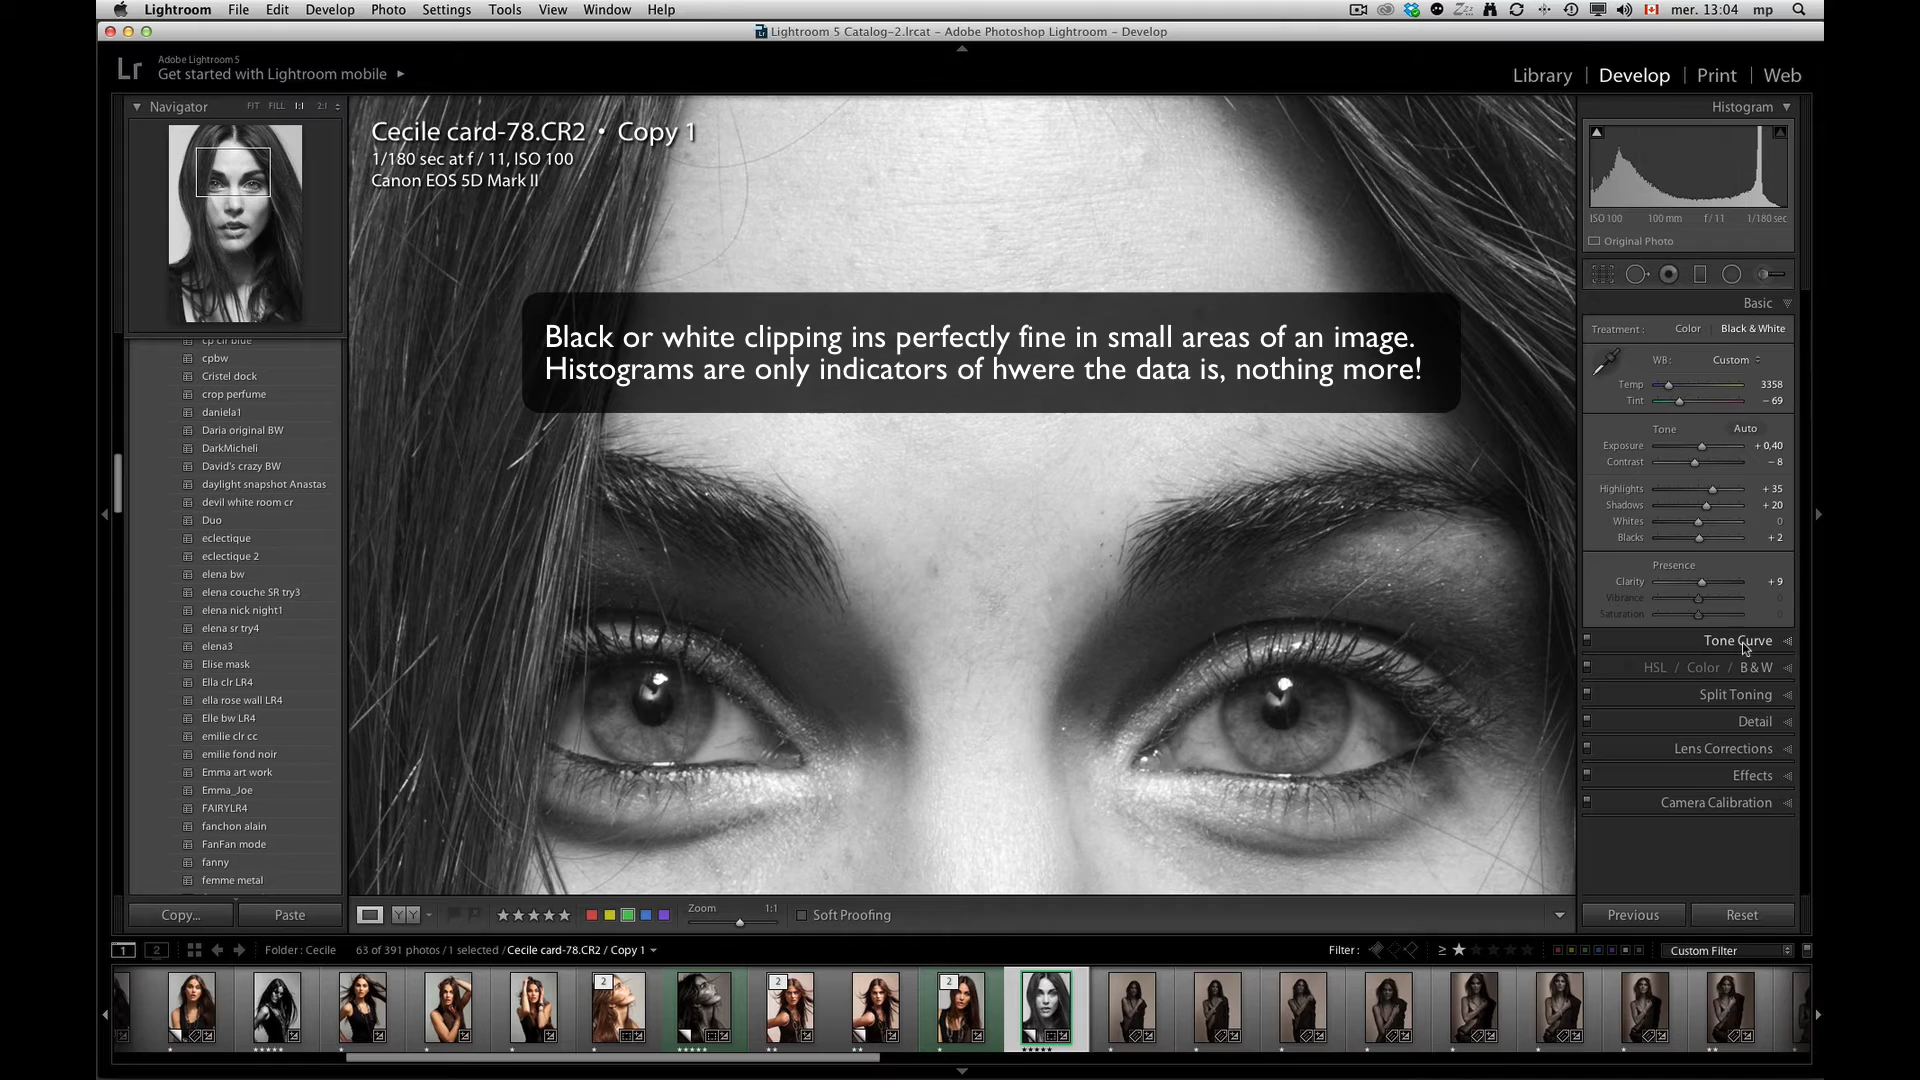 Lightroom File Edit Develop Photo Settings Tools View Window Help mer. 13:04 mp
Lightroom 5 Catalog-2.lrcat – Adobe Photoshop Lightroom – Develop
Lr Adobe Lightroom 5
Get started with Lightroom mobile
Library Develop Print Web
Navigator FIT FILL 1:1 2:1
Histogram
Cecile card-78.CR2 • Copy 1
1/180 sec at f / 11, ISO 100
Canon EOS 5D Mark II
ISO 100 100 mm f / 11 1/180 sec
Original Photo
Basic
Treatment : Color Black & White
WB : Custom
Temp 3358
Tint – 69
Tone Auto
Exposure + 0,40
Contrast – 8
Highlights + 35
Shadows + 20
Whites 0
Blacks + 2
Presence
Clarity + 9
Vibrance 0
Saturation 0
Tone Curve
HSL / Color / B & W
Split Toning
Detail
Lens Corrections
Effects
Camera Calibration
Previous Reset
Black or white clipping ins perfectly fine in small areas of an image.
Histograms are only indicators of hwere the data is, nothing more!
cp clr blue
cpbw
Cristel dock
crop perfume
daniela1
Daria original BW
DarkMicheli
David's crazy BW
daylight snapshot Anastas
devil white room cr
Duo
eclectique
eclectique 2
elena bw
elena couche SR try3
elena nick night1
elena sr try4
elena3
Elise mask
Ella clr LR4
ella rose wall LR4
Elle bw LR4
emilie clr cc
emilie fond noir
Emma art work
Emma_Joe
FAIRYLR4
fanchon alain
FanFan mode
fanny
femme metal
Copy... Paste
Y Y Zoom 1:1 Soft Proofing
1 2 Folder : Cecile 63 of 391 photos / 1 selected / Cecile card-78.CR2 / Copy 1 Filter : ≥ Custom Filter
2 2 2